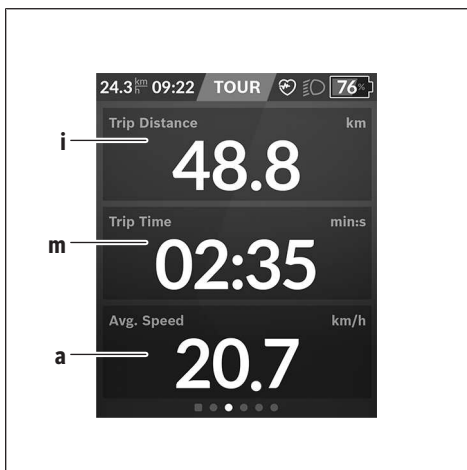 24.3 km/h 09:22 TOUR 76%
Trip Distance km
i
48.8
Trip Time min:s
m
02:35
Avg. Speed km/h
a
20.7